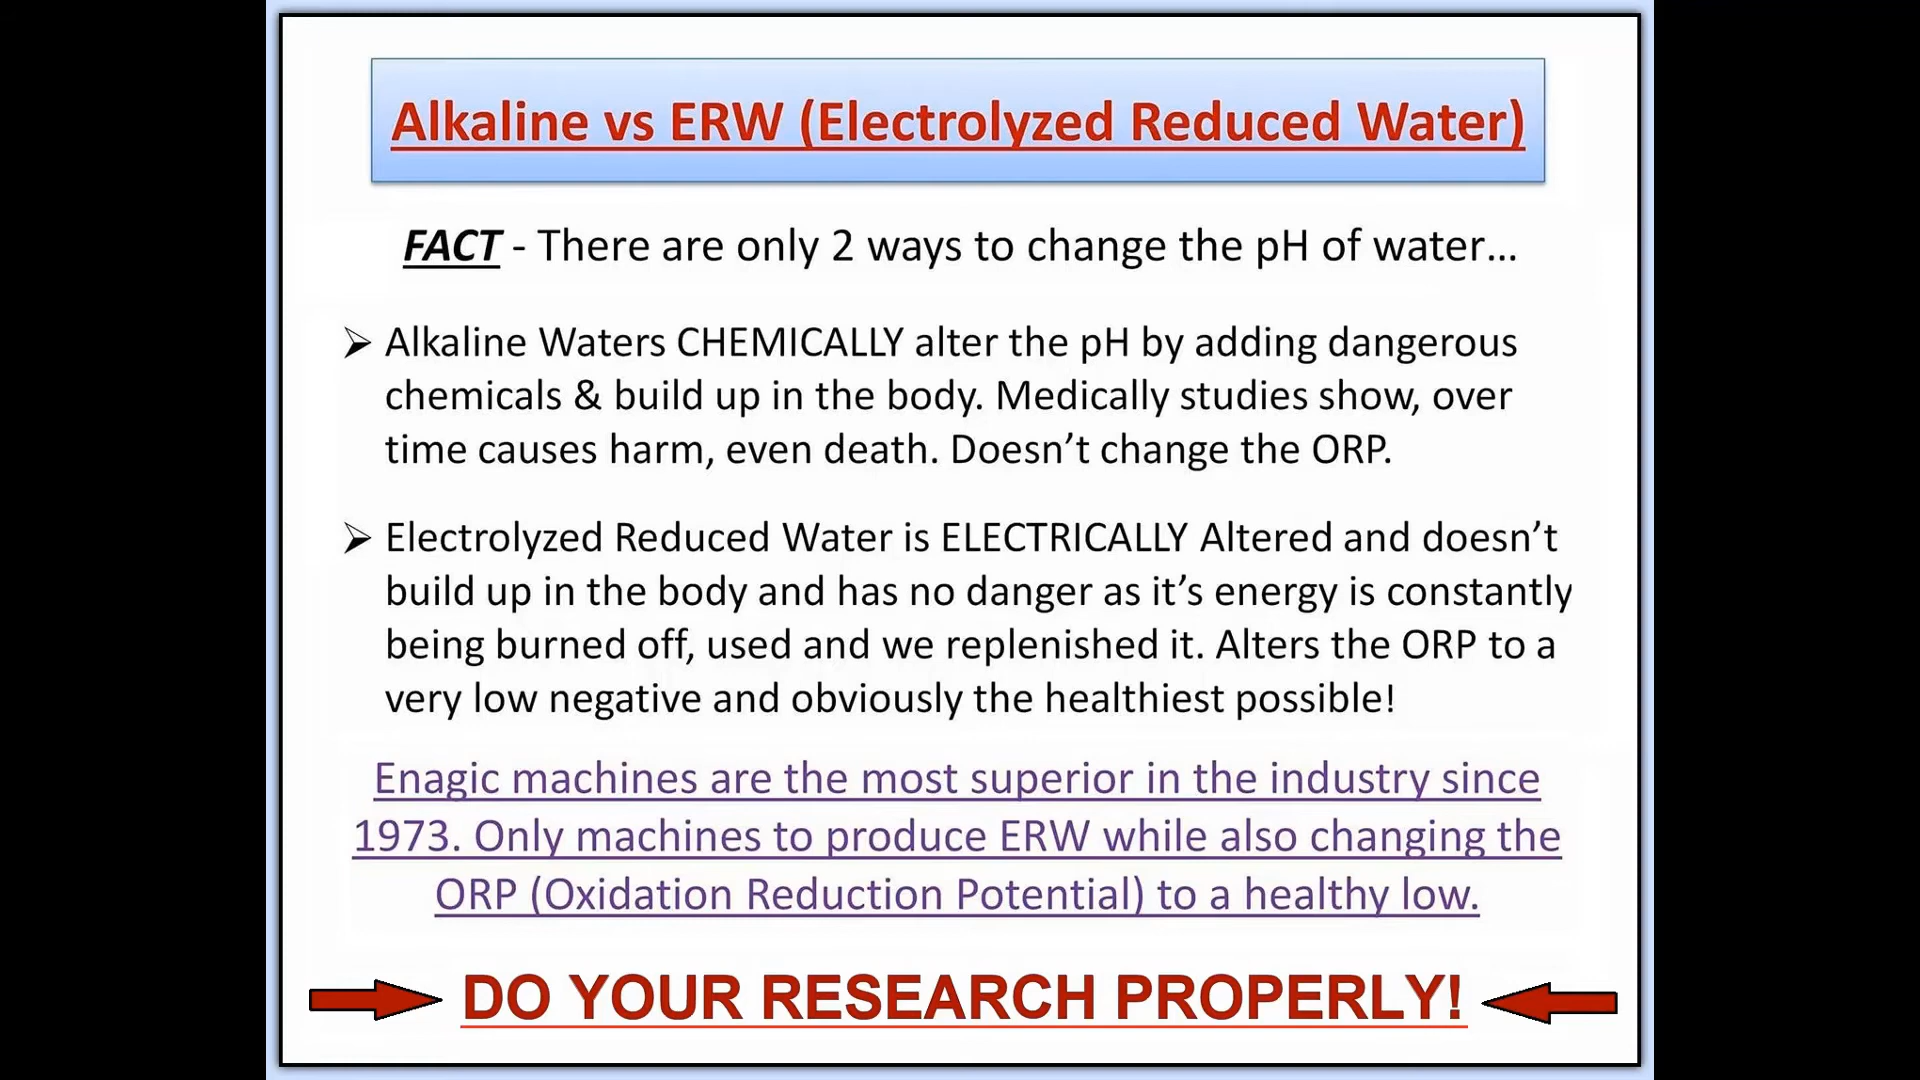 Alkaline vs ERW (Electrolyzed Reduced Water)
FACT - There are only 2 ways to change the pH of water...
➢ Alkaline Waters CHEMICALLY alter the pH by adding dangerous
chemicals & build up in the body. Medically studies show, over
time causes harm, even death. Doesn't change the ORP.
➢ Electrolyzed Reduced Water is ELECTRICALLY Altered and doesn't
build up in the body and has no danger as it's energy is constantly
being burned off, used and we replenished it. Alters the ORP to a
very low negative and obviously the healthiest possible!
Enagic machines are the most superior in the industry since
1973. Only machines to produce ERW while also changing the
ORP (Oxidation Reduction Potential) to a healthy low.
DO YOUR RESEARCH PROPERLY!